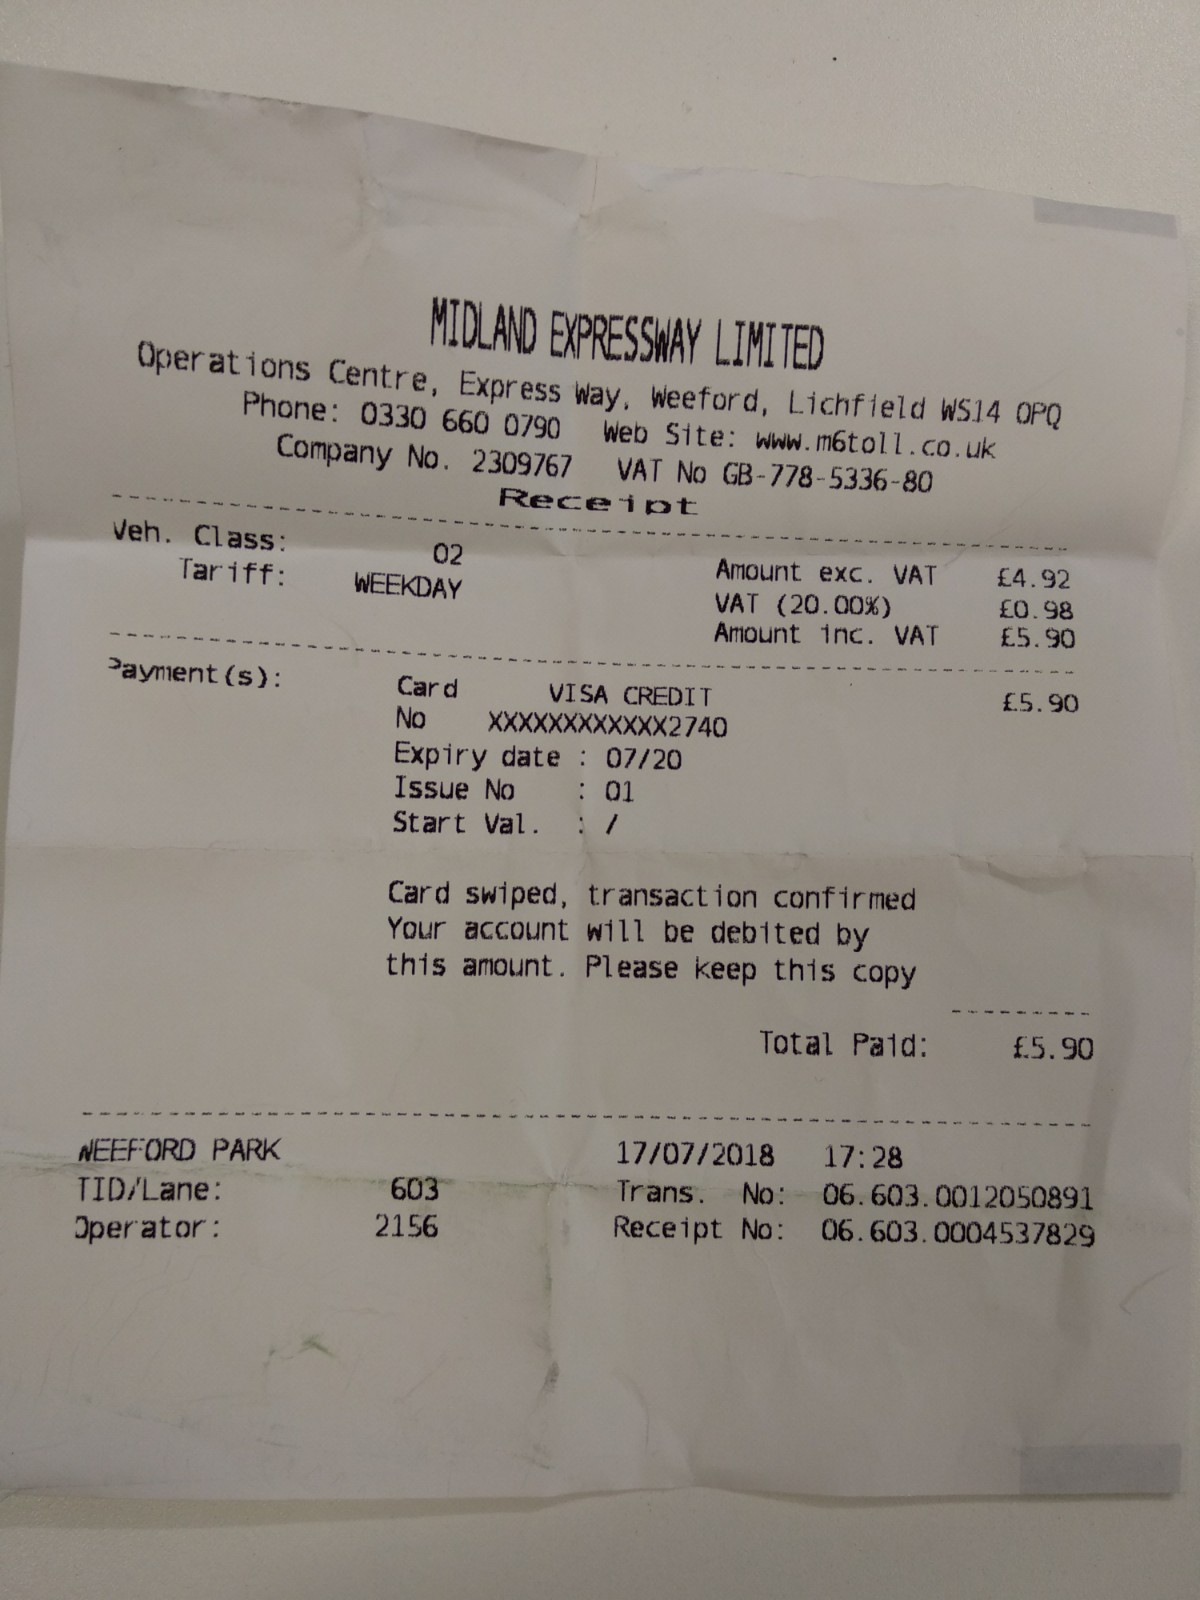 MIDLAND EXPRESSWAY LIMITED
Operations Centre, Express Way, Weeford, Lichfield WS14 0PQ
Phone: 0330 660 0790 Web Site: www.m6toll.co.uk
Company No. 2309767 VAT No GB-778-5336-80
Receipt
Veh. Class: 02
Tariff: WEEKDAY
Amount exc. VAT £4.92
VAT (20.00%) £0.98
Amount inc. VAT £5.90
Payment(s): Card VISA CREDIT £5.90
No XXXXXXXXXXXX2740
Expiry date : 07/20
Issue No : 01
Start Val. : /
Card swiped, transaction confirmed
Your account will be debited by
this amount. Please keep this copy
Total Paid: £5.90
WEEFORD PARK 17/07/2018 17:28
TID/Lane: 603 Trans. No: 06.603.0012050891
Operator: 2156 Receipt No: 06.603.0004537829